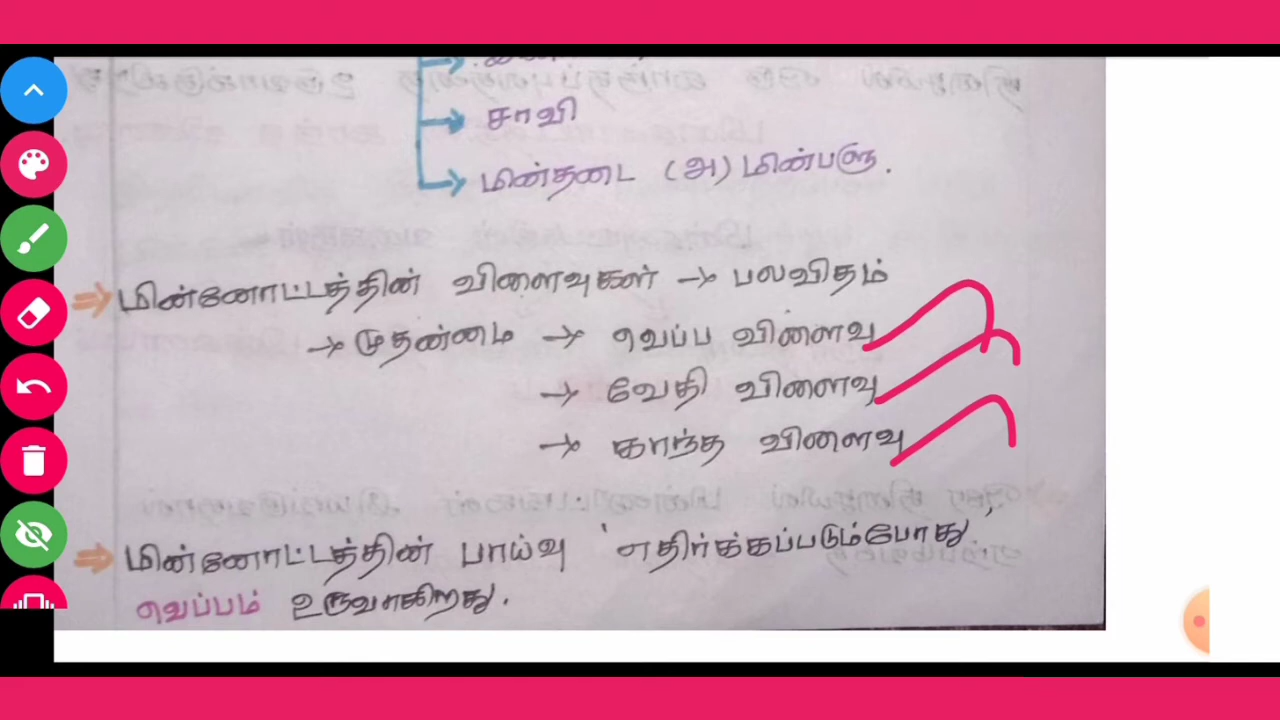 சாவி
மின்தடை (அ) மின்பளு.
மின்னோட்டத்தின் விளைவுகள் → பலவிதம்
→ முதன்மை → வெப்ப விளைவு
→ வேதி விளைவு
→ காந்த விளைவு
மின்னோட்டத்தின் பாய்வு 'எதிர்க்கப்படும்போது'
வெப்பம் உருவாகிறது.